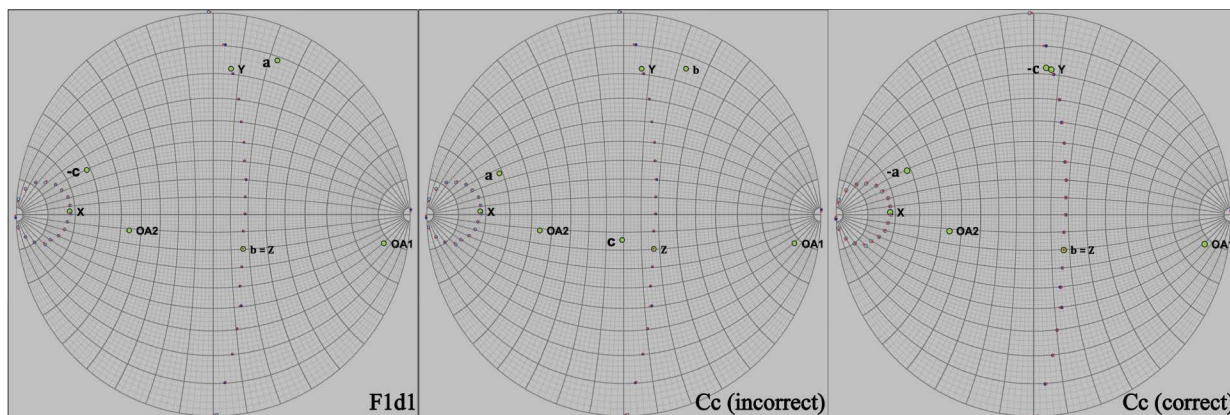 Y
a
-c
X
OA2
b = Z
OA1
F1d1
Y
b
a
X
OA2
c
Z
OA1
Cc (incorrect)
-c
Y
-a
X
OA2
b = Z
OA1
Cc (correct)